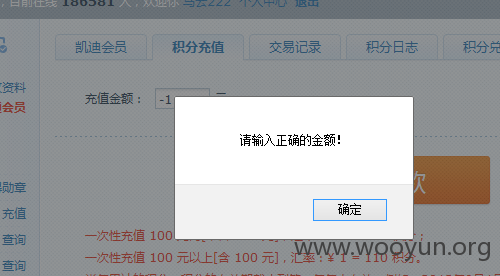 目前在线 186581 人，欢迎你 马云222 个人中心 退出
凯迪会员 积分充值 交易记录 积分日志 积分兑
资料
会员
充值金额： -1 元
请输入正确的金额！
确定
款
勋章
充值
查询
查询
一次性充值 100 元
一次性充值 100 元以上[含 100 元]，汇率：¥ 1 = 110 积分。
www.wooyun.org